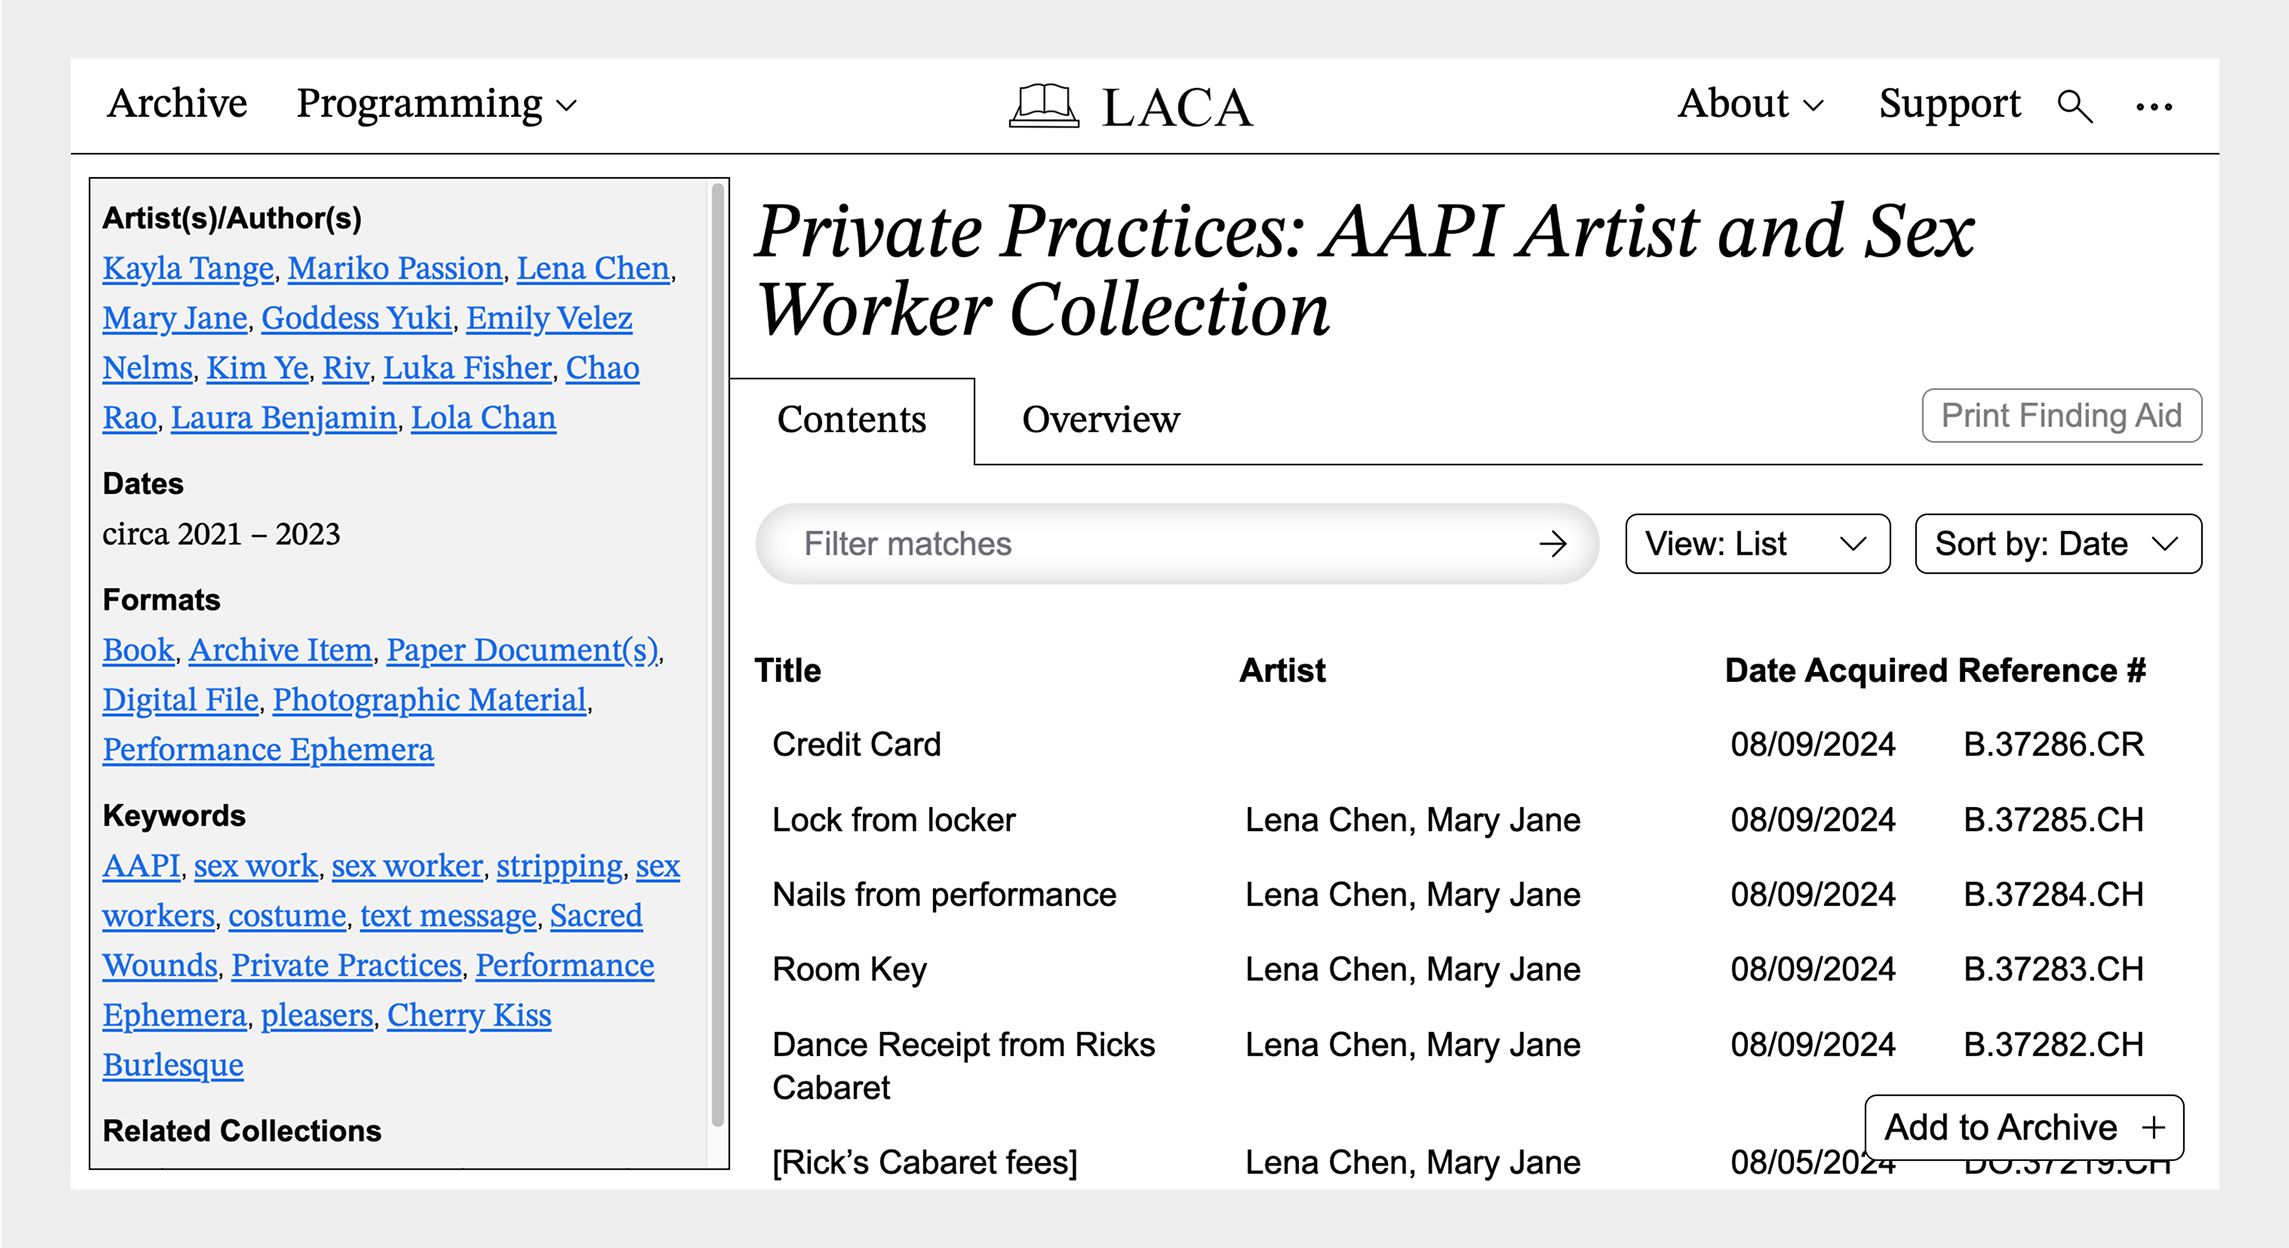 Archive Programming LACA About Support
Artist(s)/Author(s)
Kayla Tange, Mariko Passion, Lena Chen,
Mary Jane, Goddess Yuki, Emily Velez
Nelms, Kim Ye, Riv, Luka Fisher, Chao
Rao, Laura Benjamin, Lola Chan
Dates
circa 2021 – 2023
Formats
Book, Archive Item, Paper Document(s),
Digital File, Photographic Material,
Performance Ephemera
Keywords
AAPI, sex work, sex worker, stripping, sex
workers, costume, text message, Sacred
Wounds, Private Practices, Performance
Ephemera, pleasers, Cherry Kiss
Burlesque
Related Collections
Private Practices: AAPI Artist and Sex
Worker Collection
Contents Overview Print Finding Aid
Filter matches View: List Sort by: Date
Title Artist Date Acquired Reference #
Credit Card 08/09/2024 B.37286.CR
Lock from locker Lena Chen, Mary Jane 08/09/2024 B.37285.CH
Nails from performance Lena Chen, Mary Jane 08/09/2024 B.37284.CH
Room Key Lena Chen, Mary Jane 08/09/2024 B.37283.CH
Dance Receipt from Ricks Lena Chen, Mary Jane 08/09/2024 B.37282.CH
Cabaret
Add to Archive +
[Rick’s Cabaret fees] Lena Chen, Mary Jane 08/05/2024